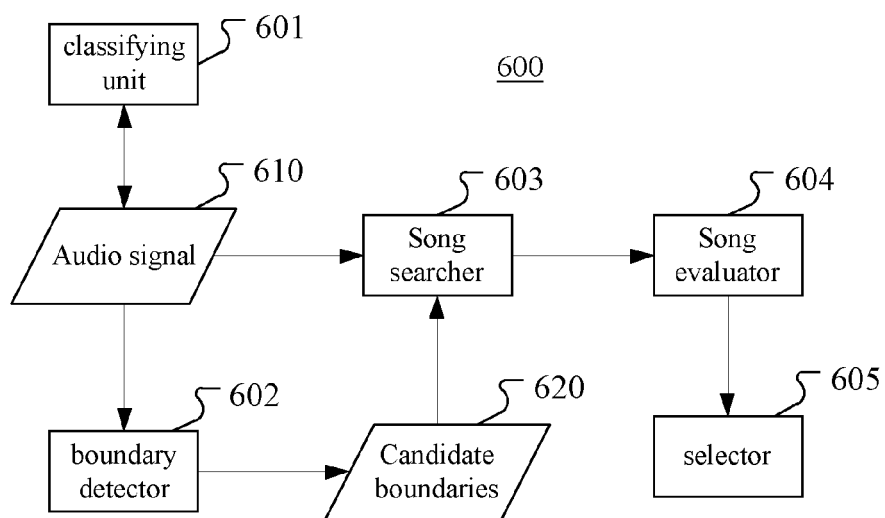 601
classifying
unit
600
610
603
604
Audio signal
Song
searcher
Song
evaluator
602
620
605
boundary
detector
Candidate
boundaries
selector